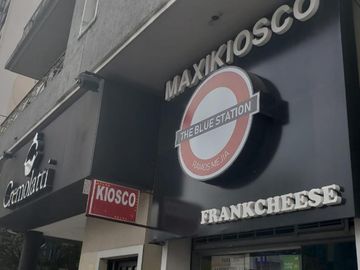 MAXIKIOSCO
THE BLUE STATION
RAMOS MEJIA
FRANKCHEESE
KIOSCO
Cremolatti